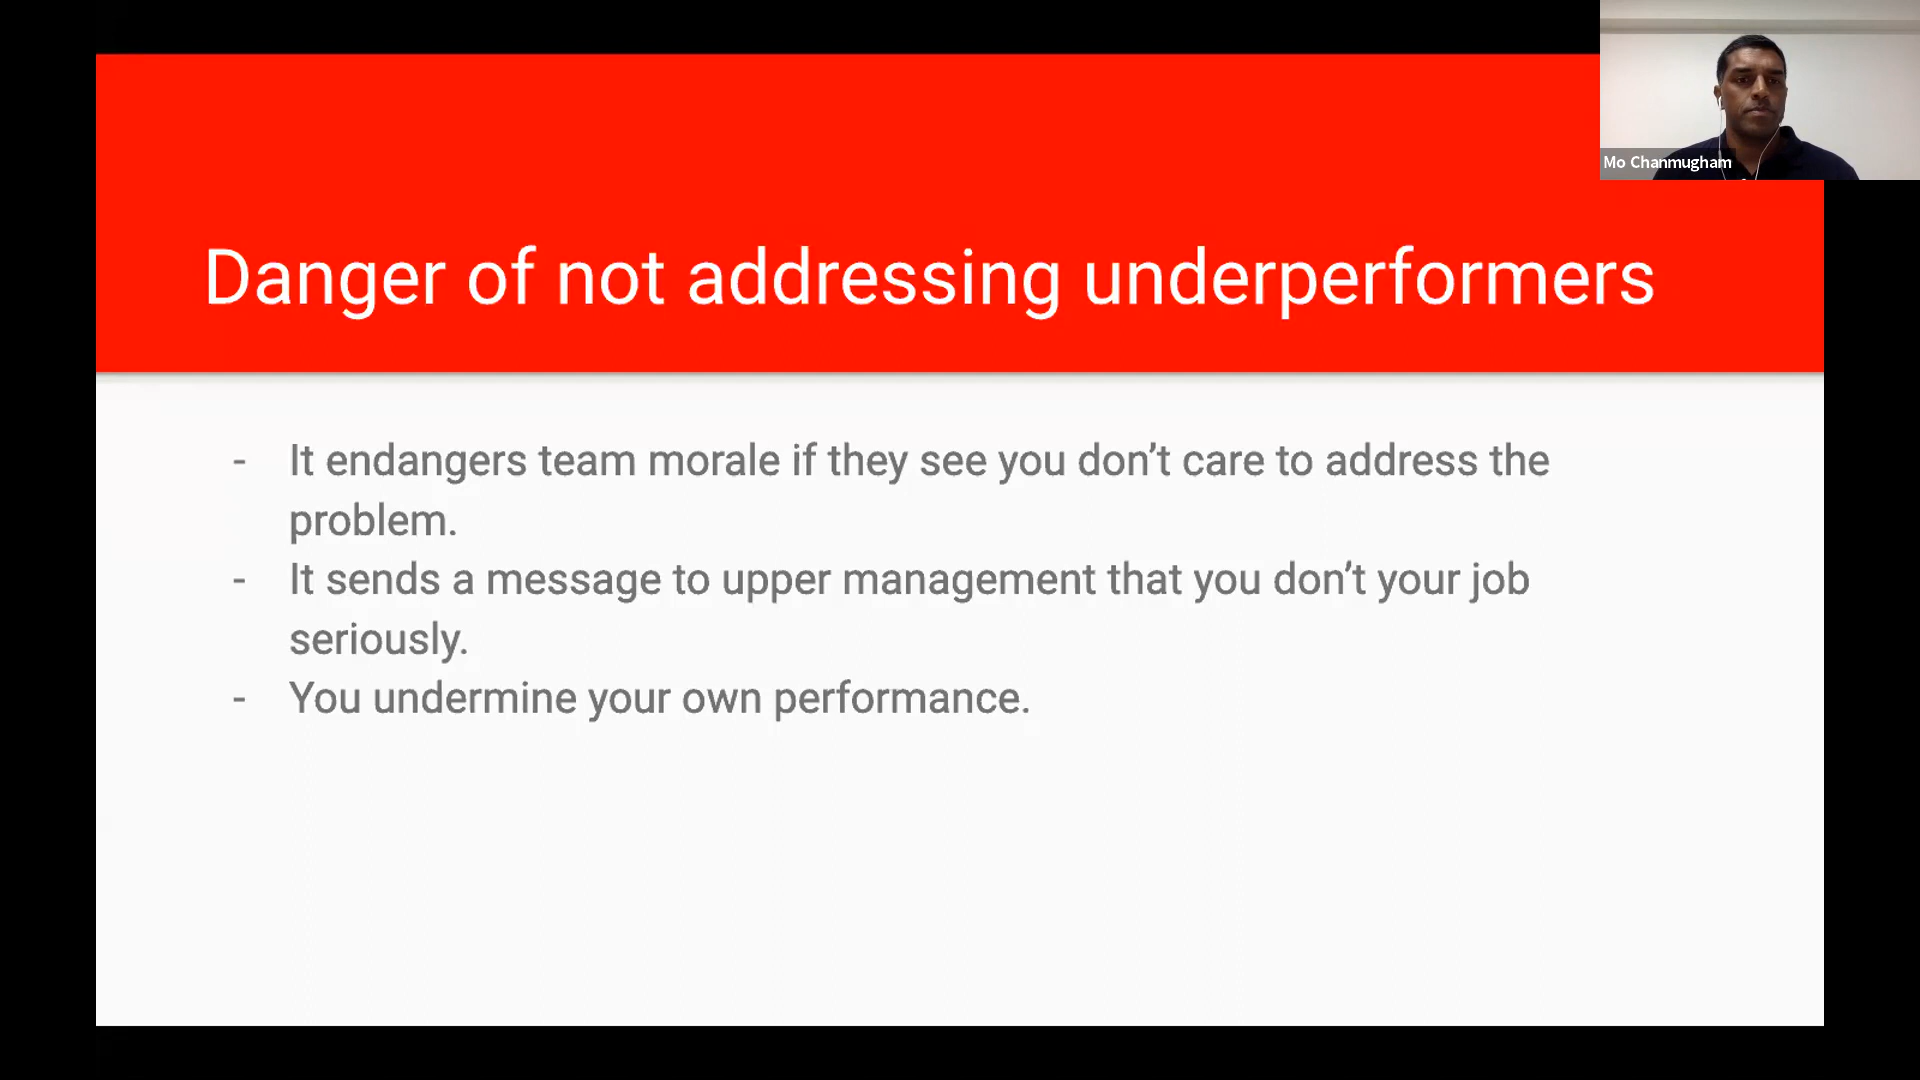 Mo Chanmugham
Danger of not addressing underperformers
- It endangers team morale if they see you don’t care to address the
problem.
- It sends a message to upper management that you don’t your job
seriously.
- You undermine your own performance.